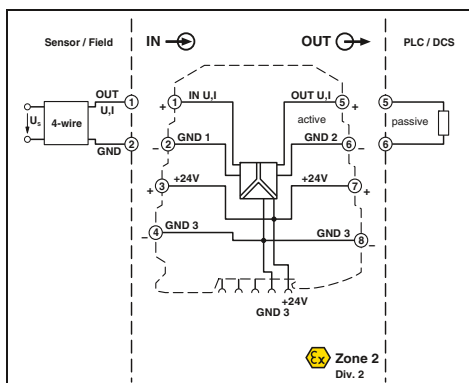 Sensor / Field
IN
OUT
PLC / DCS
OUT
U,I
1
Us
4-wire
GND
2
+
1
IN U,I
OUT U,I
5
+
active
−
2
GND 1
GND 2
6
−
+
3
+24V
+24V
7
+
−
4
GND 3
GND 3
8
−
5
passive
6
+24V
GND 3
Ex
Zone 2
Div. 2